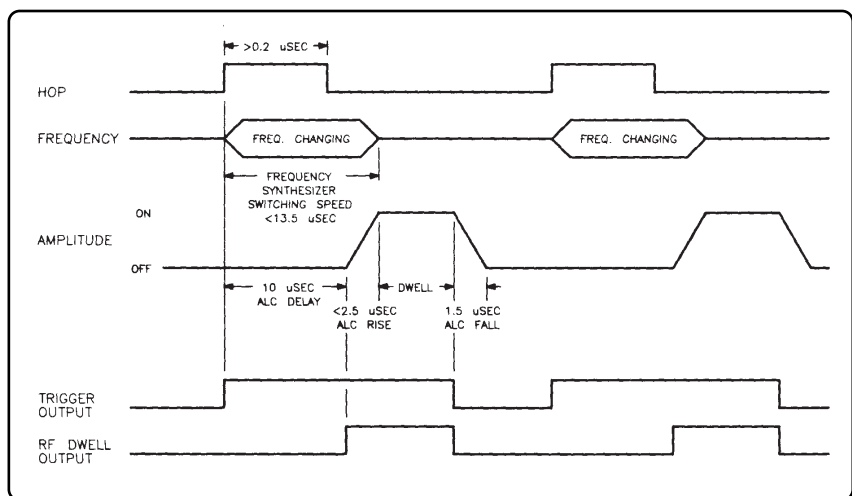 >0.2 uSEC
HOP
FREQUENCY
FREQ. CHANGING
FREQ. CHANGING
FREQUENCY
SYNTHESIZER
SWITCHING SPEED
<13.5 uSEC
ON
AMPLITUDE
OFF
10 uSEC
ALC DELAY
<2.5 uSEC
ALC RISE
DWELL
1.5 uSEC
ALC FALL
TRIGGER
OUTPUT
RF DWELL
OUTPUT